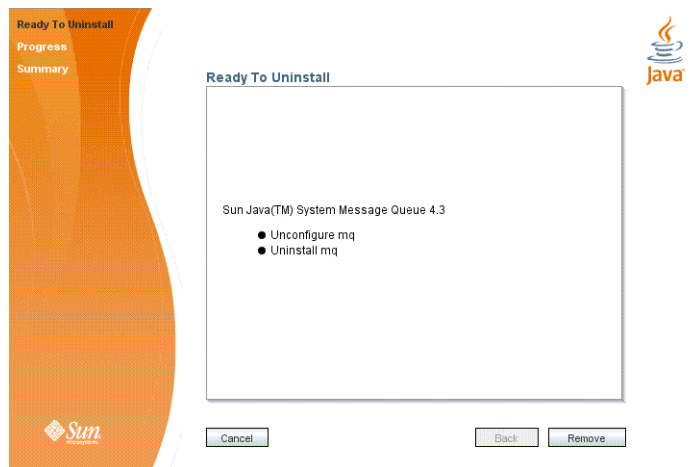 Ready To Uninstall
Progress
Summary
Java
Ready To Uninstall
Sun Java(TM) System Message Queue 4.3
● Unconfigure mq
● Uninstall mq
Sun
microsystems
Cancel
Back
Remove